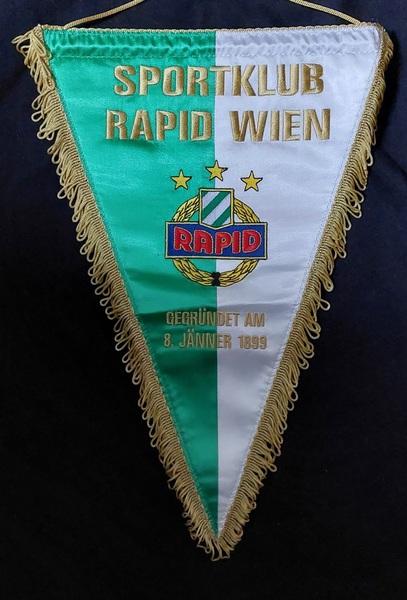 SPORTKLUB
RAPID WIEN
RAPID
GEGRÜNDET AM
8. JÄNNER 1899